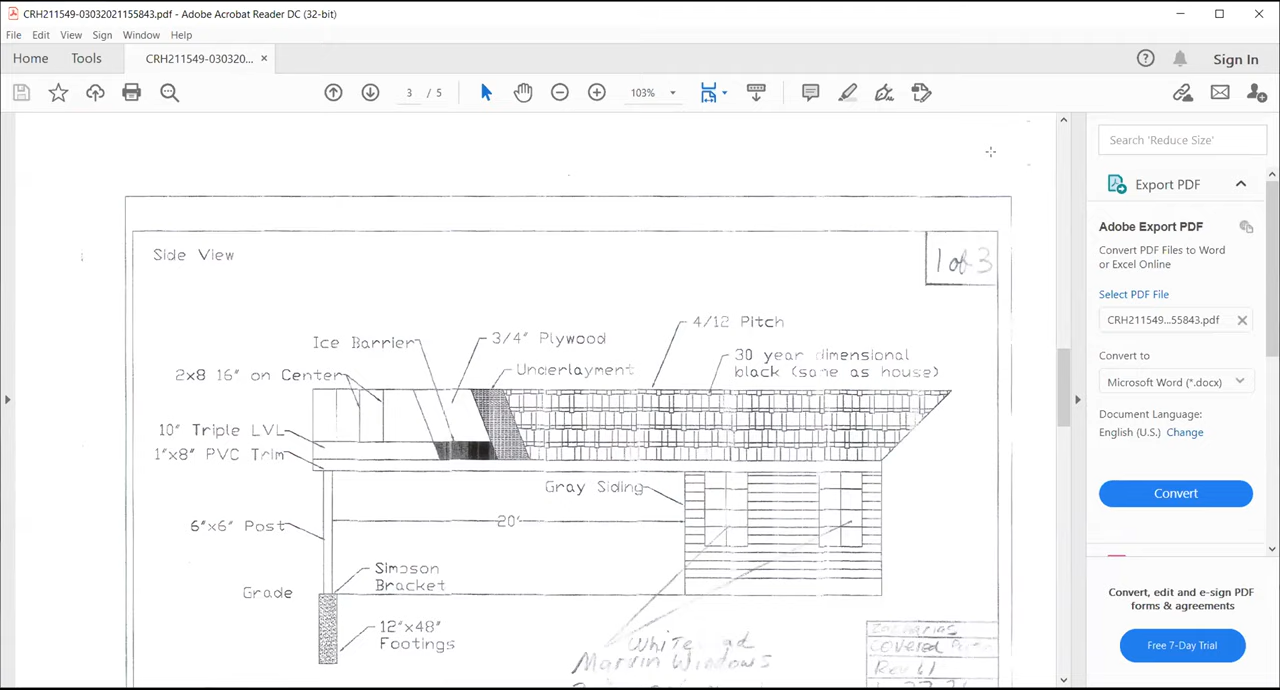 CRH211549-03032021155843.pdf - Adobe Acrobat Reader DC (32-bit)
File Edit View Sign Window Help
Home Tools CRH211549-030320... × Sign In
3 / 5 103%
Search 'Reduce Size'
Export PDF
Adobe Export PDF
Convert PDF Files to Word
or Excel Online
Select PDF File
CRH211549...55843.pdf
Convert to
Microsoft Word (*.docx)
Document Language:
English (U.S.) Change
Convert
Convert, edit and e-sign PDF
forms & agreements
Free 7-Day Trial
Side View
1 of 3
4/12 Pitch
Ice Barrier
3/4" Plywood
30 year dimensional
black (same as house)
2x8 16" on Center
Underlayment
10" Triple LVL
1"x8" PVC Trim
Gray Siding
6"x6" Post
20'
Simpson
Bracket
Grade
12"x48"
Footings
White
Marvin Windows
Covered
Rev